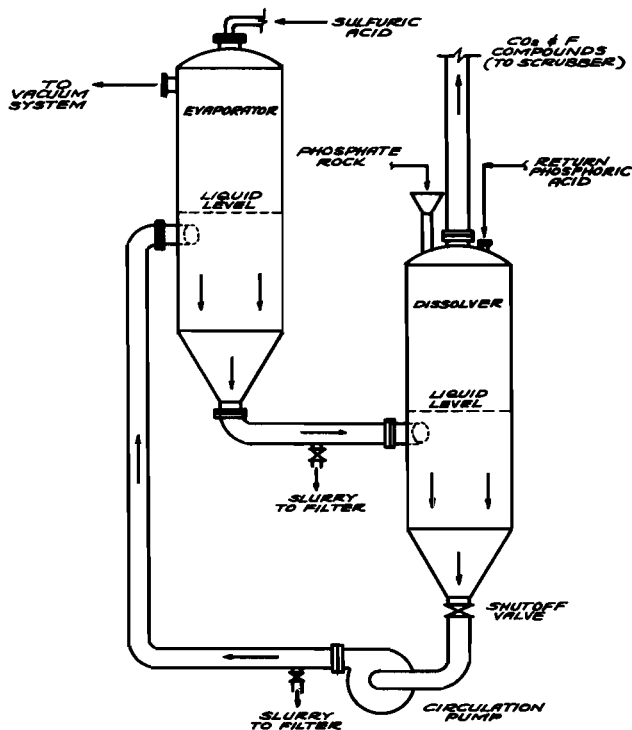 SULFURIC
ACID
CO₂ & F
COMPOUNDS
(TO SCRUBBER)
TO
VACUUM
SYSTEM
EVAPORATOR
PHOSPHATE
ROCK
RETURN
PHOSPHORIC
ACID
LIQUID
LEVEL
DISSOLVER
LIQUID
LEVEL
SLURRY
TO FILTER
SHUTOFF
VALVE
SLURRY
TO FILTER
CIRCULATION
PUMP